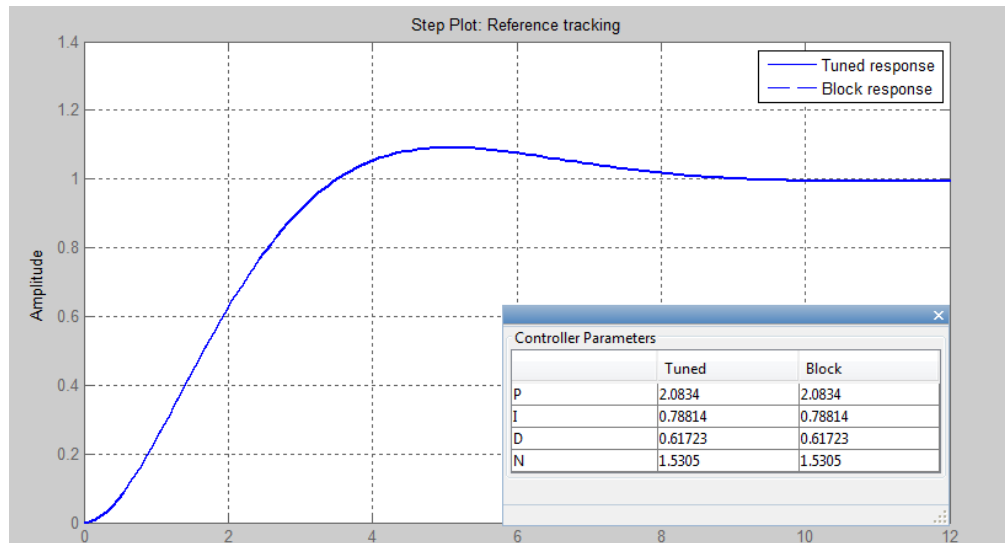 Step Plot: Reference tracking
1.4
Tuned response
Block response
1.2
1
0.8
Amplitude
0.6
Controller Parameters
Tuned Block
P 2.0834 2.0834
0.4
I 0.78814 0.78814
D 0.61723 0.61723
N 1.5305 1.5305
0.2
0
0 2 4 6 8 10 12